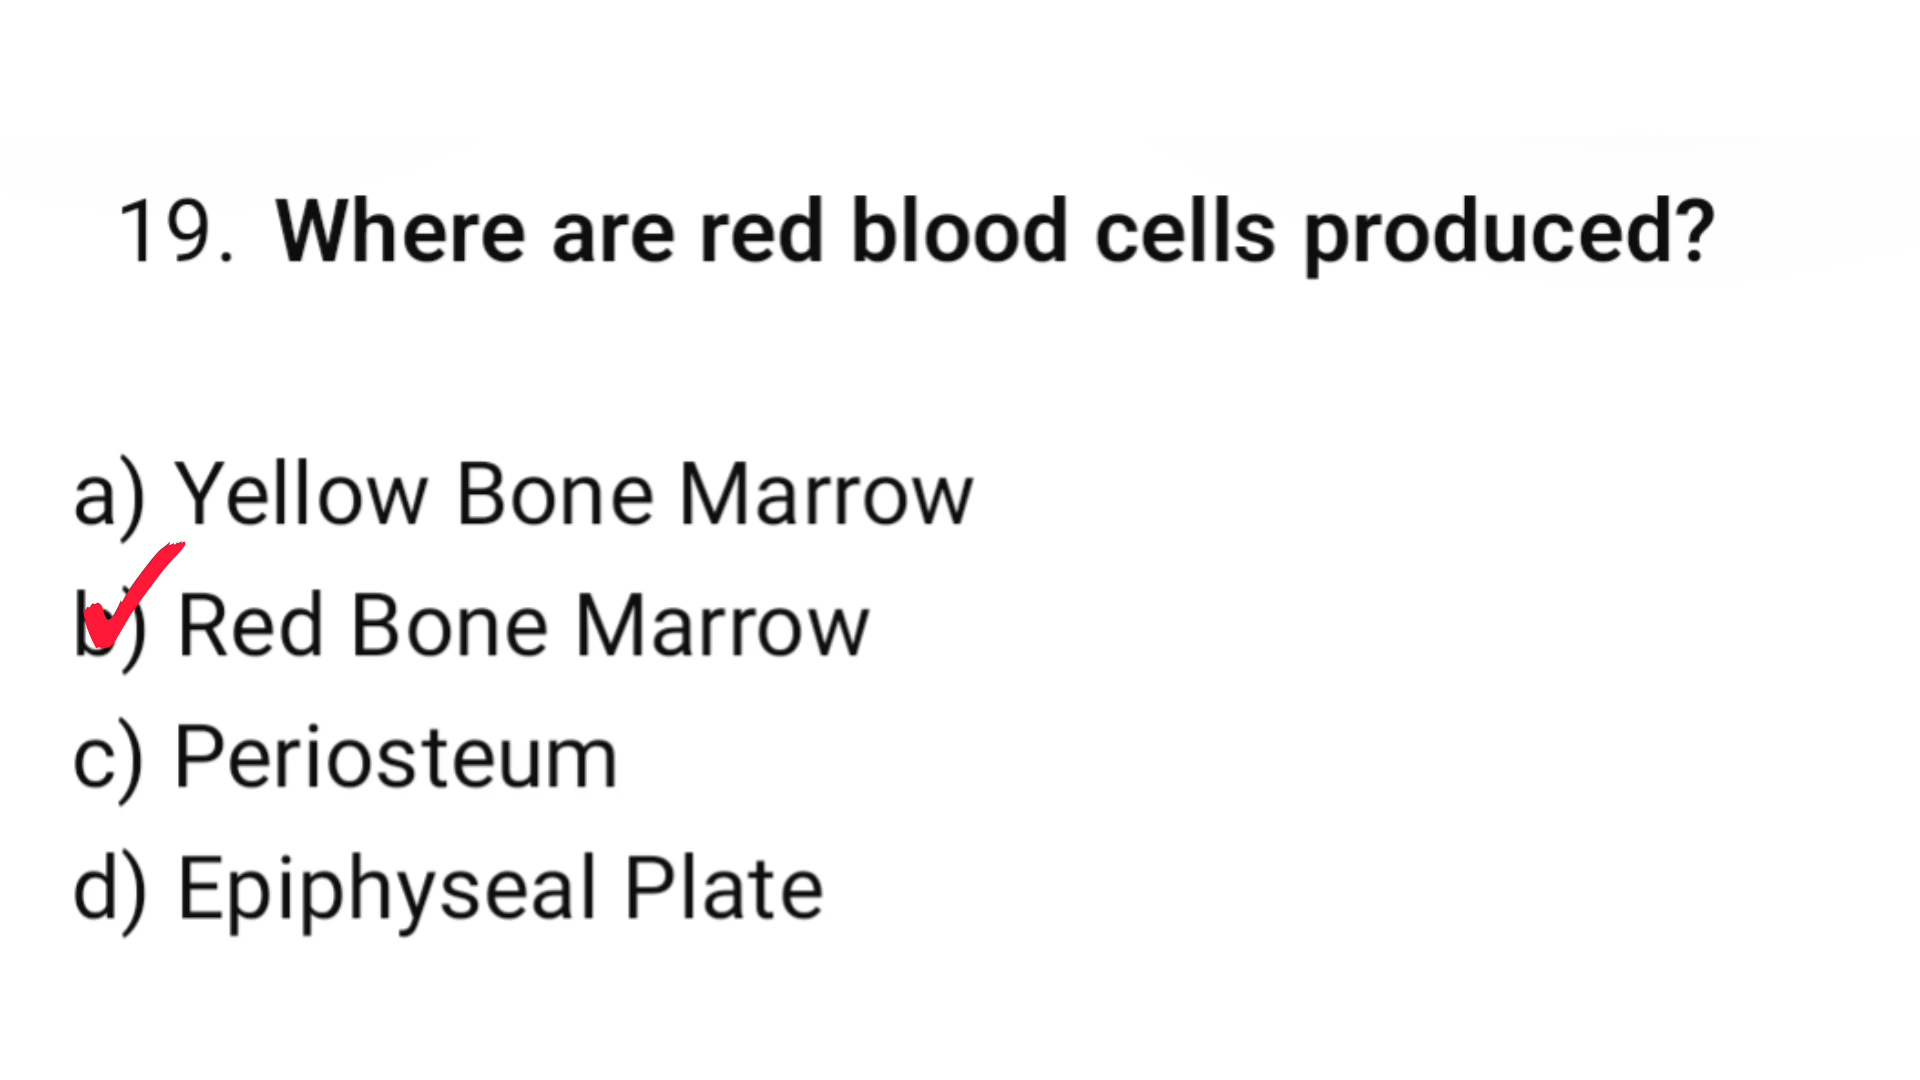 19. Where are red blood cells produced?
a) Yellow Bone Marrow
b) Red Bone Marrow
c) Periosteum
d) Epiphyseal Plate